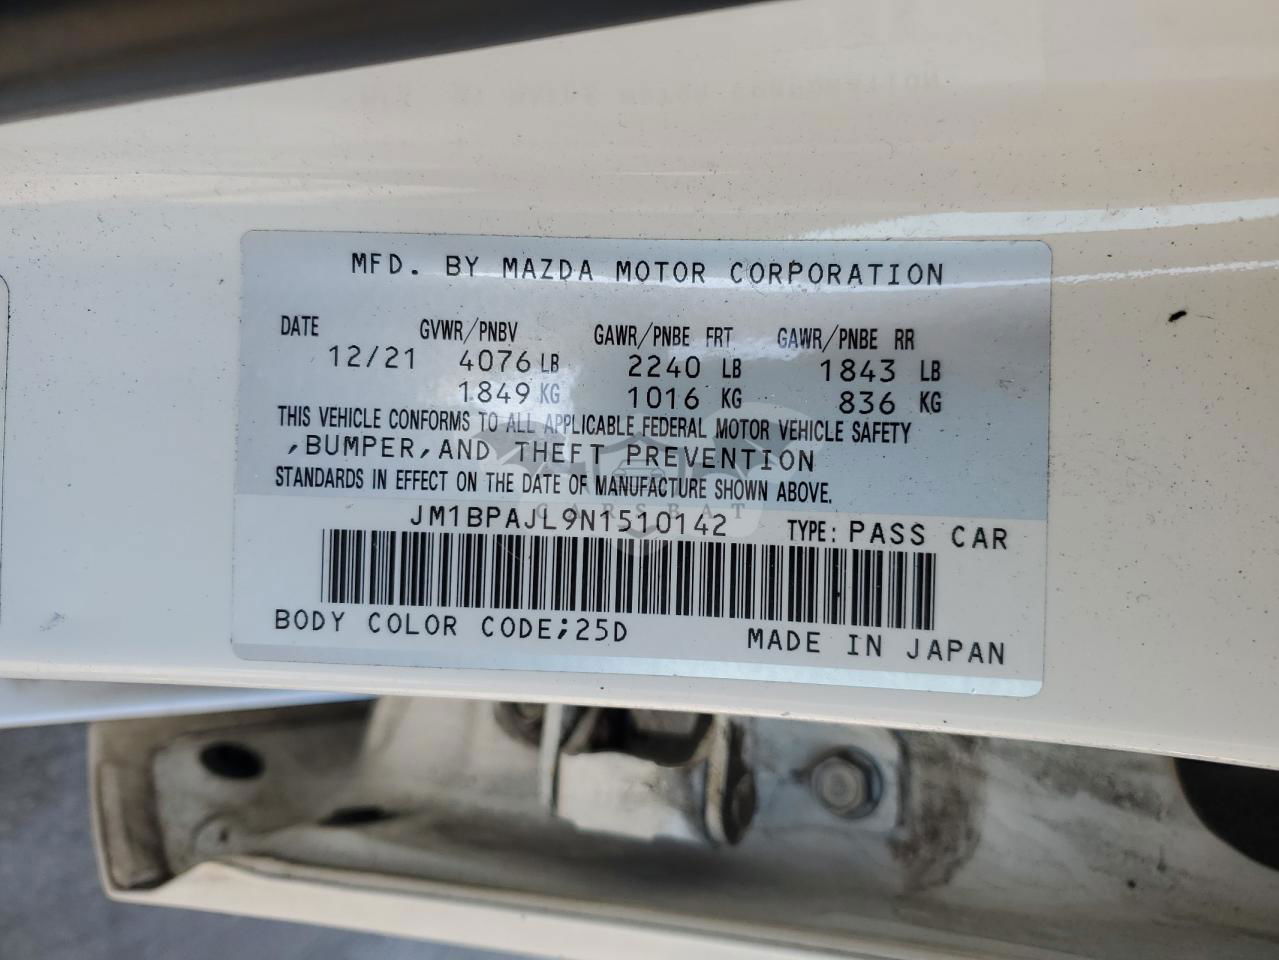 MFD. BY MAZDA MOTOR CORPORATION
DATE GVWR/PNBV GAWR/PNBE FRT GAWR/PNBE RR
12/21 4076 LB 2240 LB 1843 LB
1849 KG 1016 KG 836 KG
THIS VEHICLE CONFORMS TO ALL APPLICABLE FEDERAL MOTOR VEHICLE SAFETY
,BUMPER,AND THEFT PREVENTION
STANDARDS IN EFFECT ON THE DATE OF MANUFACTURE SHOWN ABOVE.
CARSBAT
JM1BPAJL9N1510142 TYPE: PASS CAR
BODY COLOR CODE;25D MADE IN JAPAN